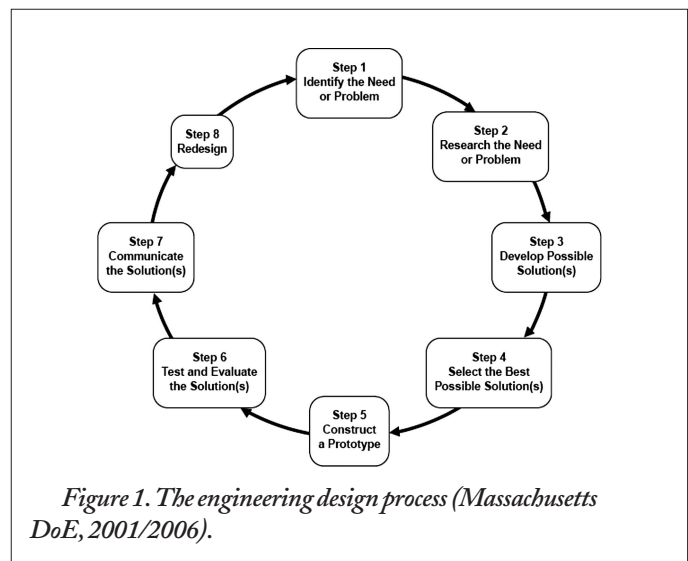 Step 1
Identify the Need
or Problem
Step 2
Research the Need
or Problem
Step 3
Develop Possible
Solution(s)
Step 4
Select the Best
Possible Solution(s)
Step 5
Construct
a Prototype
Step 6
Test and Evaluate
the Solution(s)
Step 7
Communicate
the Solution(s)
Step 8
Redesign
Figure 1. The engineering design process (Massachusetts
DoE, 2001/2006).